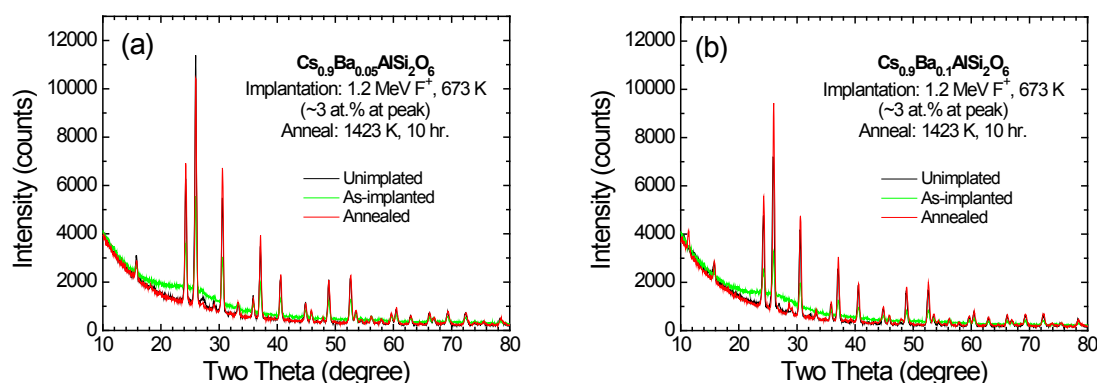 (a)
Cs0.9Ba0.05AlSi2O6
Implantation: 1.2 MeV F+, 673 K
(~3 at.% at peak)
Anneal: 1423 K, 10 hr.
Unimplated
As-implanted
Annealed
Intensity (counts)
12000
10000
8000
6000
4000
2000
0
10 20 30 40 50 60 70 80
Two Theta (degree)
(b)
Cs0.9Ba0.1AlSi2O6
Implantation: 1.2 MeV F+, 673 K
(~3 at.% at peak)
Anneal: 1423 K, 10 hr.
Unimplated
As-implanted
Annealed
Intensity (counts)
12000
10000
8000
6000
4000
2000
0
10 20 30 40 50 60 70 80
Two Theta (degree)